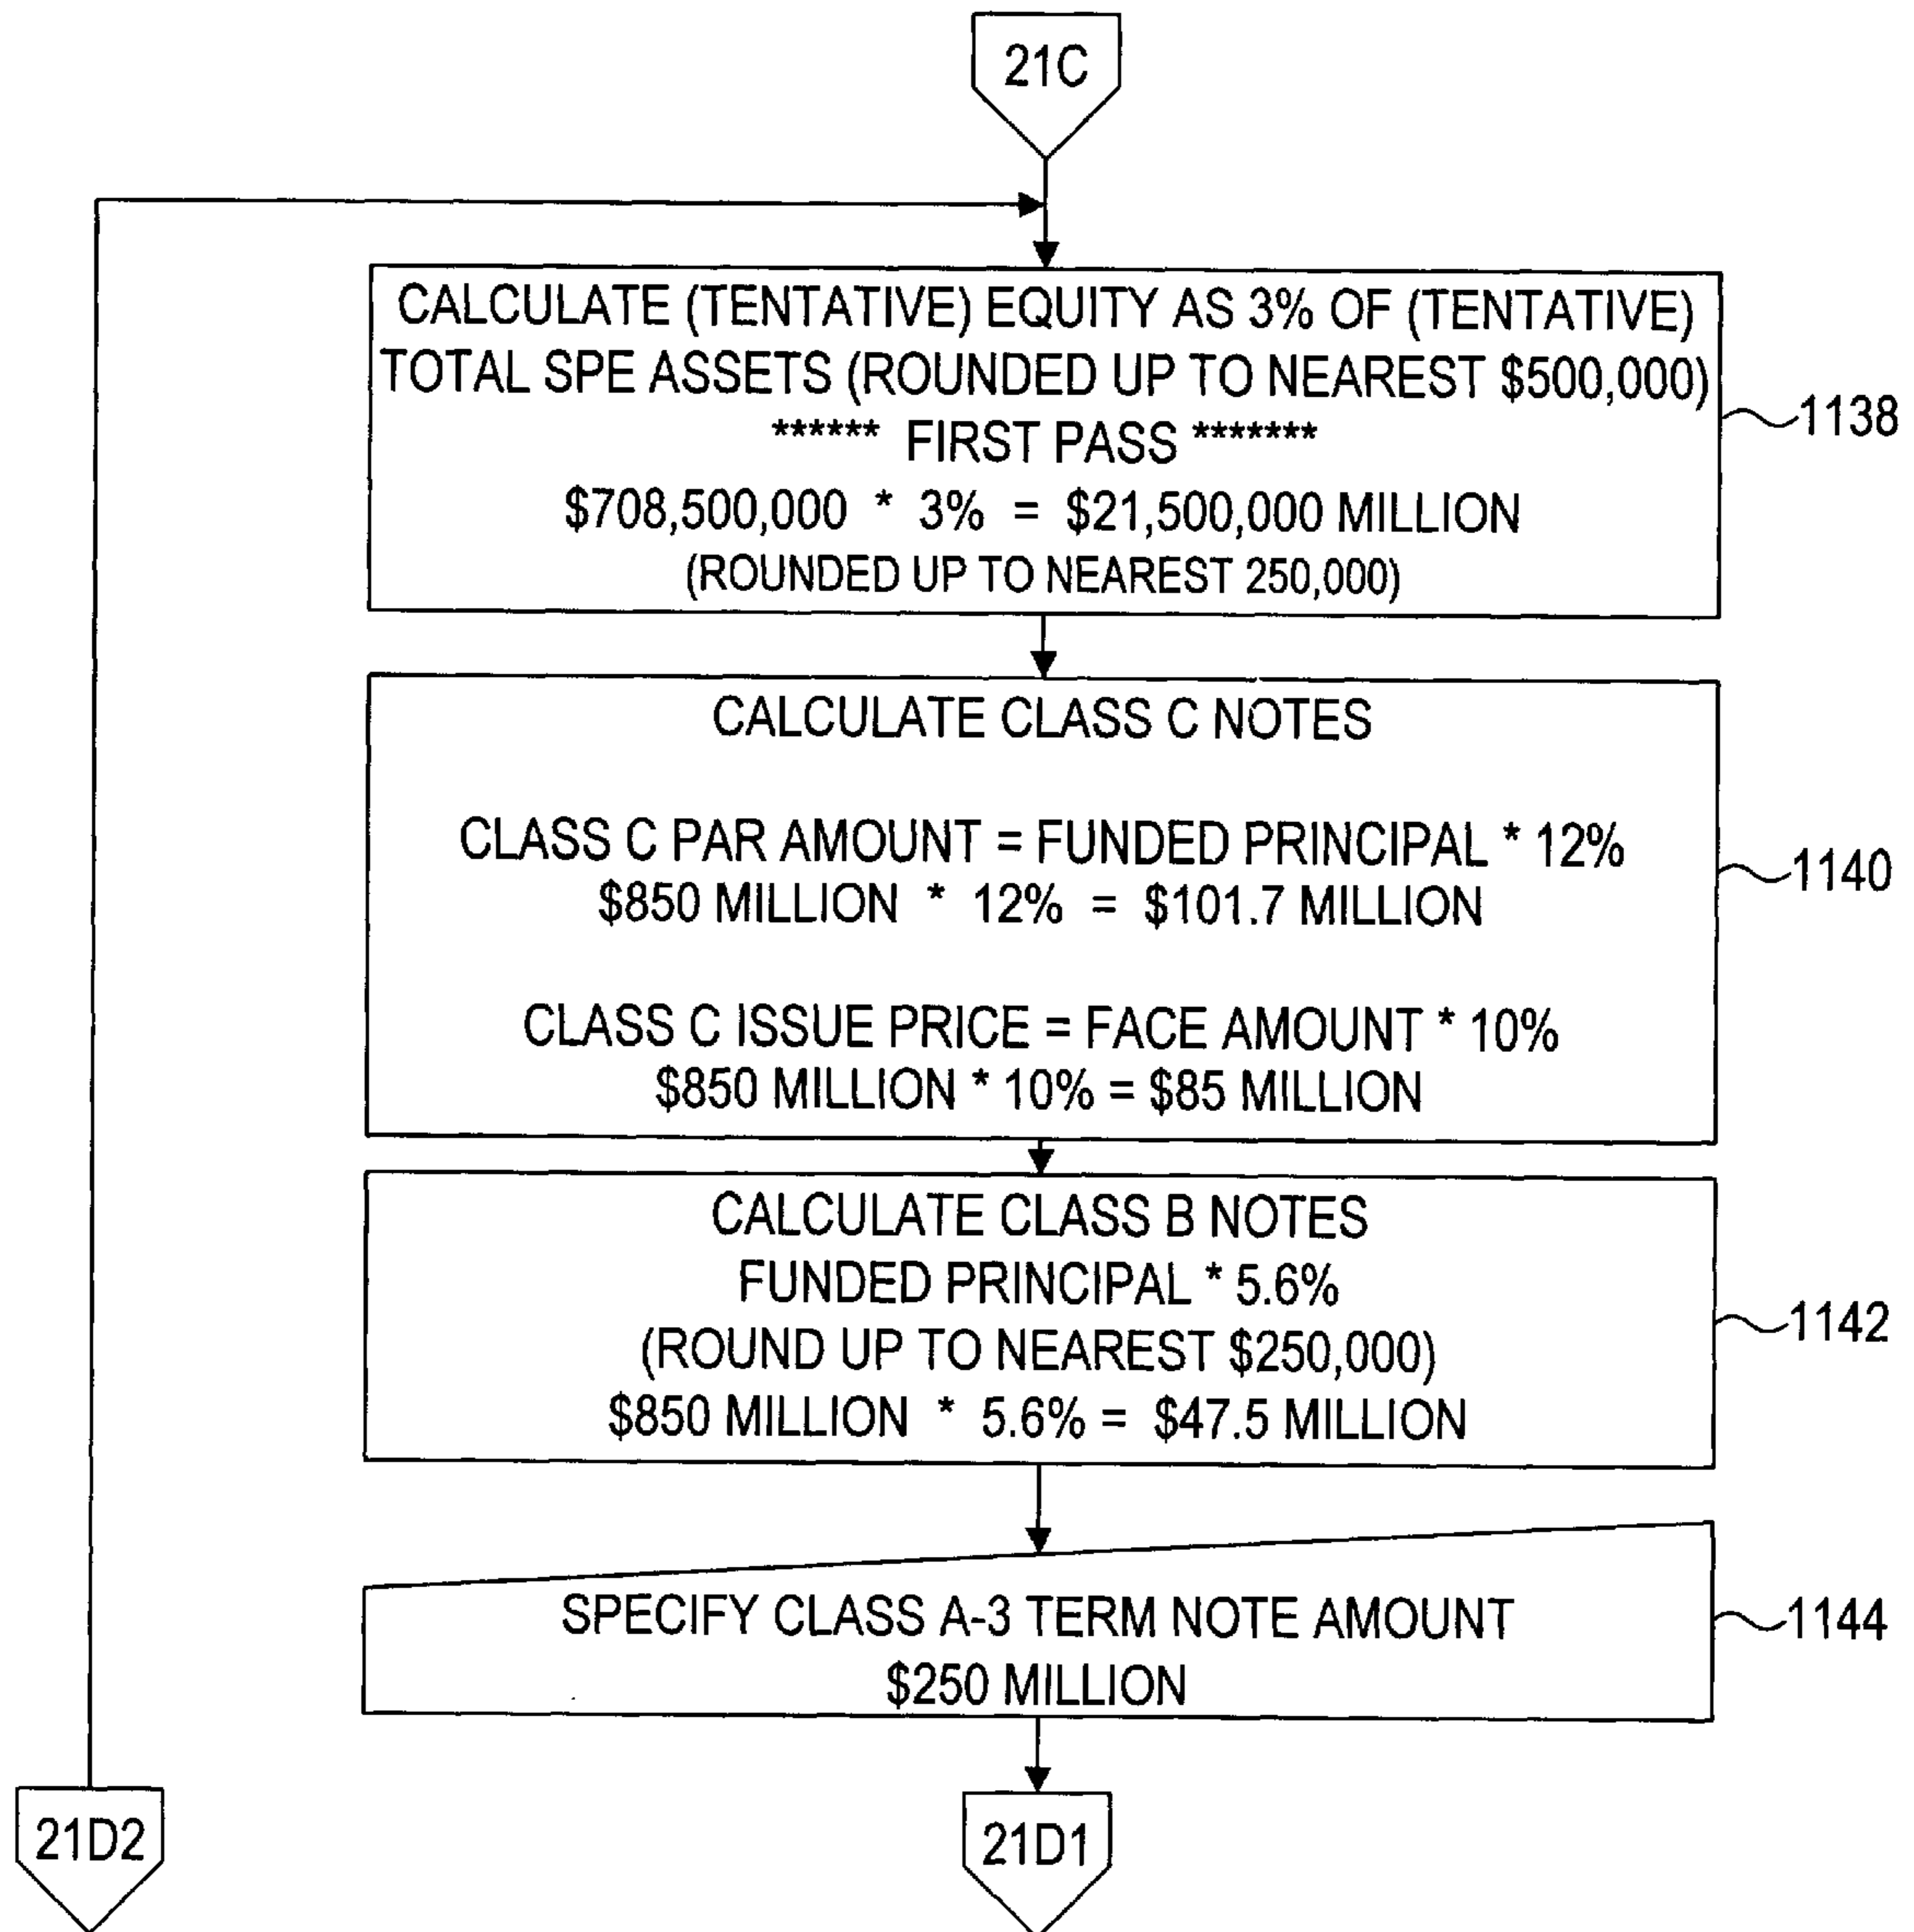 21C
CALCULATE (TENTATIVE) EQUITY AS 3% OF (TENTATIVE)
TOTAL SPE ASSETS (ROUNDED UP TO NEAREST $500,000)
****** FIRST PASS *******
$708,500,000 * 3% = $21,500,000 MILLION
(ROUNDED UP TO NEAREST 250,000)
1138
CALCULATE CLASS C NOTES
CLASS C PAR AMOUNT = FUNDED PRINCIPAL * 12%
$850 MILLION * 12% = $101.7 MILLION
CLASS C ISSUE PRICE = FACE AMOUNT * 10%
$850 MILLION * 10% = $85 MILLION
1140
CALCULATE CLASS B NOTES
FUNDED PRINCIPAL * 5.6%
(ROUND UP TO NEAREST $250,000)
$850 MILLION * 5.6% = $47.5 MILLION
1142
SPECIFY CLASS A-3 TERM NOTE AMOUNT
$250 MILLION
1144
21D2
21D1